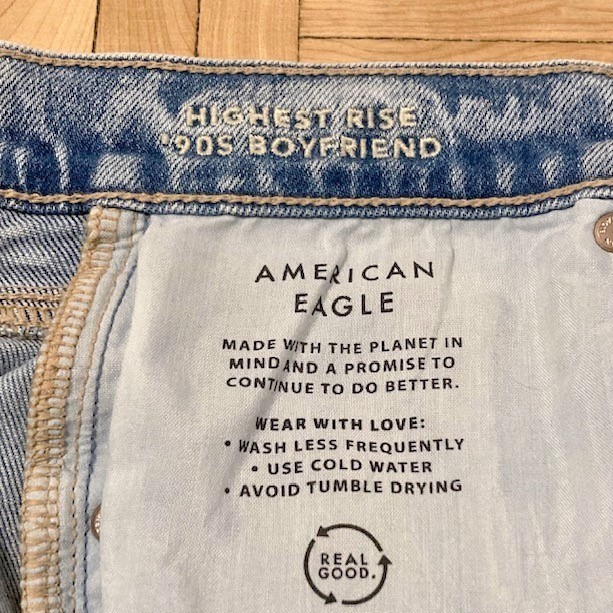 HIGHEST RISE
'90S BOYFRIEND
AMERICAN
EAGLE
MADE WITH THE PLANET IN
MIND AND A PROMISE TO
CONTINUE TO DO BETTER.
WEAR WITH LOVE:
• WASH LESS FREQUENTLY
• USE COLD WATER
• AVOID TUMBLE DRYING
REAL
GOOD.